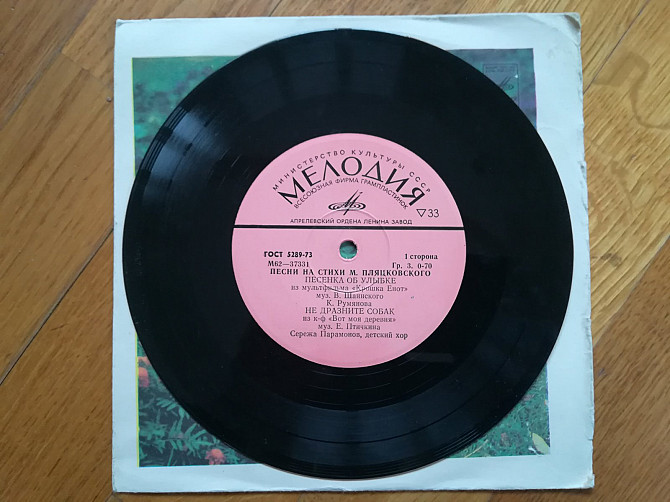 МИНИСТЕРСТВО КУЛЬТУРЫ СССР
МЕЛОДИЯ
ВСЕСОЮЗНАЯ ФИРМА ГРАМПЛАСТИНОК
▽33
АПРЕЛЕВСКИЙ ОРДЕНА ЛЕНИНА ЗАВОД
ГОСТ 5289-73 1 сторона
М62—37331 Гр. 3, 0-70
ПЕСНИ НА СТИХИ М. ПЛЯЦКОВСКОГО
ПЕСЕНКА ОБ УЛЫБКЕ
из мультфильма «Крошка Енот»
муз. В. Шаинского
К. Румянова
НЕ ДРАЗНИТЕ СОБАК
из к-ф «Вот моя деревня»
муз. Е. Птичкина
Сережа Парамонов, детский хор